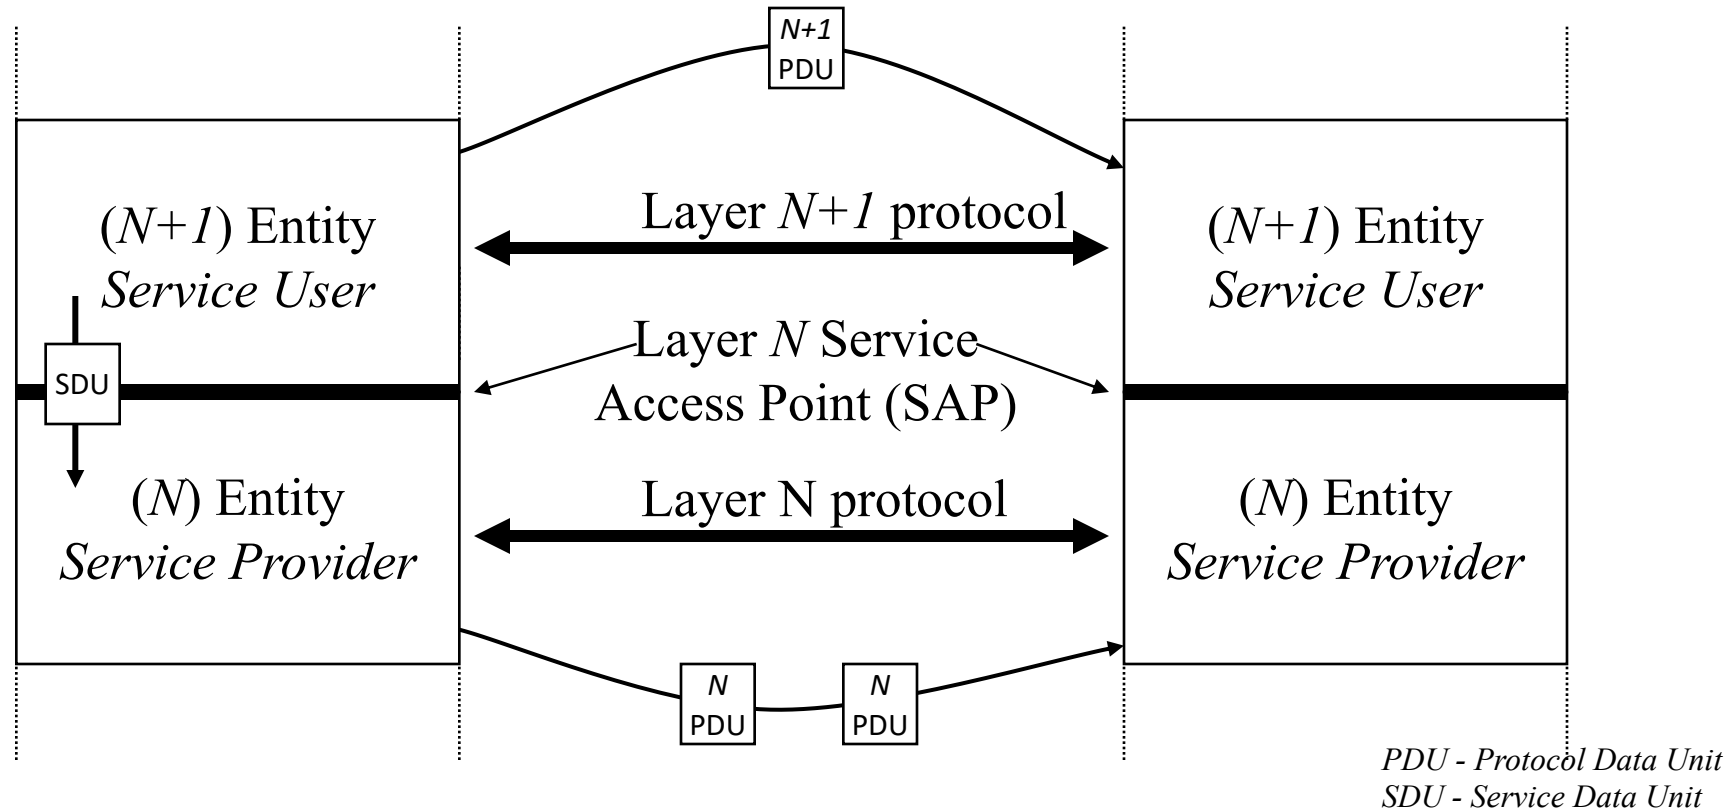 N+1
PDU
Layer N+1 protocol
(N+1) Entity
Service User
(N+1) Entity
Service User
SDU
Layer N Service
Access Point (SAP)
Layer N protocol
(N) Entity
Service Provider
(N) Entity
Service Provider
N
PDU
N
PDU
PDU - Protocol Data Unit
SDU - Service Data Unit